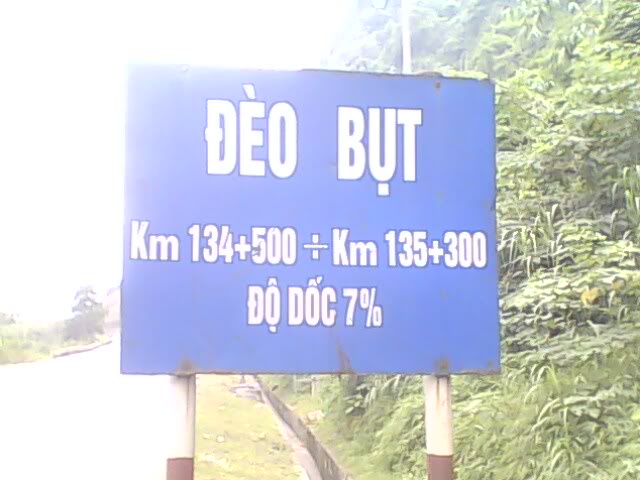 ĐÈO BỤT
Km 134+500 ÷ Km 135+300
ĐỘ DỐC 7%